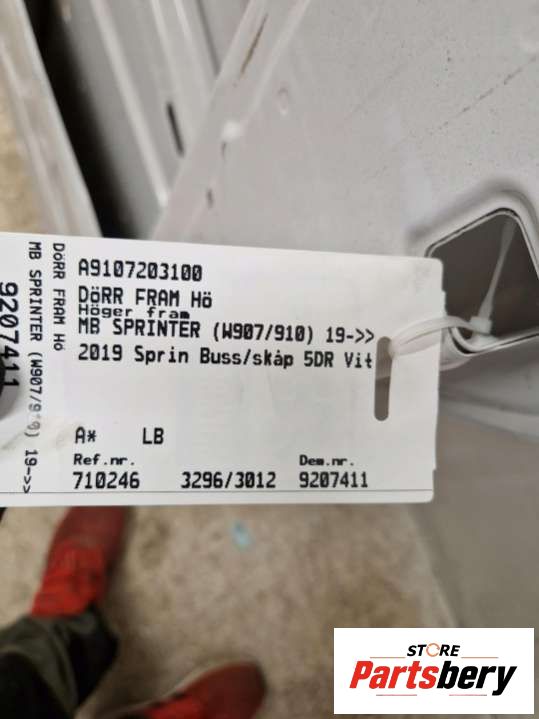 A9107203100
DöRR FRAM Hö
Höger fram
MB SPRINTER (W907/910) 19->>
2019 Sprin Buss/skåp 5DR Vit
A* LB
Ref.nr. Dem.nr.
710246 3296/3012 9207411
DöRR FRAM Hö
MB SPRINTER (W907/910) 19->>
9207411
STORE
Partsbery